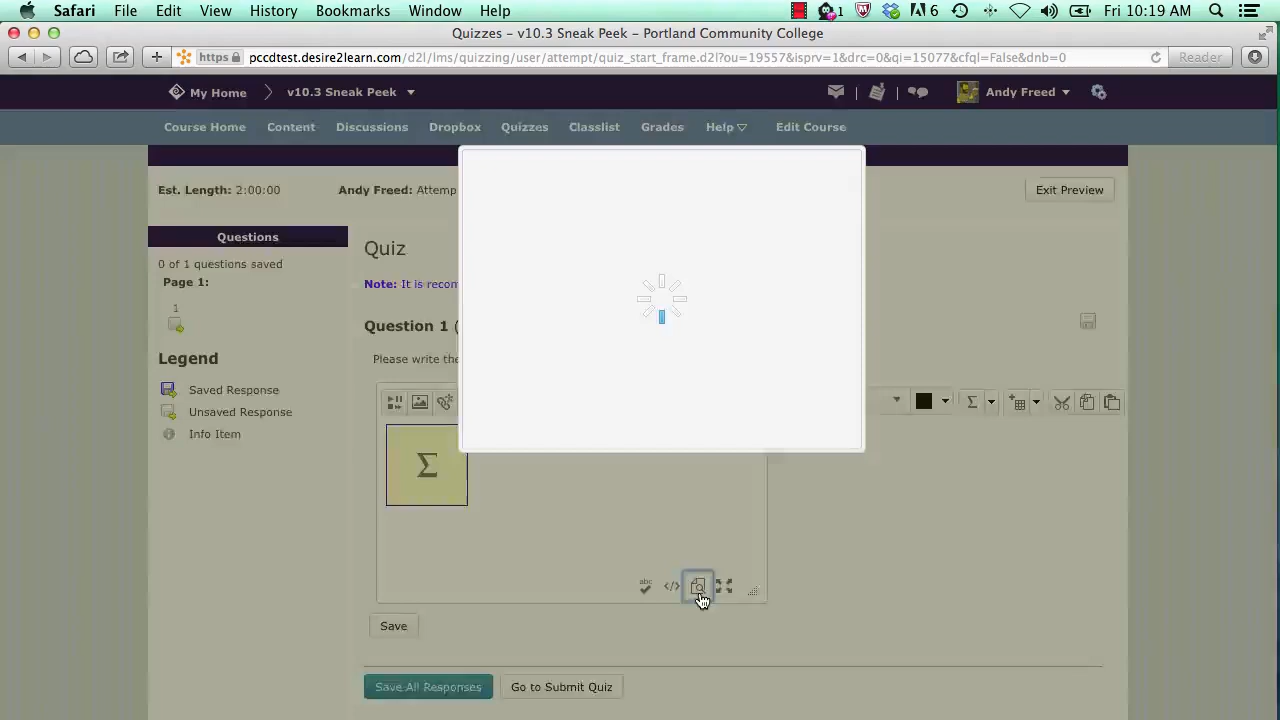 Safari File Edit View History Bookmarks Window Help 1 6 Fri 10:19 AM
Quizzes – v10.3 Sneak Peek – Portland Community College
https pccdtest.desire2learn.com/d2l/lms/quizzing/user/attempt/quiz_start_frame.d2l?ou=19557&isprv=1&drc=0&qi=15077&cfql=False&dnb=0 Reader
My Home v10.3 Sneak Peek Andy Freed
Course Home Content Discussions Dropbox Quizzes Classlist Grades Help Edit Course
Est. Length: 2:00:00 Andy Freed: Attemp Exit Preview
Questions
0 of 1 questions saved
Page 1:
1
Legend
Saved Response
Unsaved Response
Info Item
Quiz
Note: It is recom
Question 1 (
Please write the
Σ
Σ
abc </>
Save
Save All Responses Go to Submit Quiz